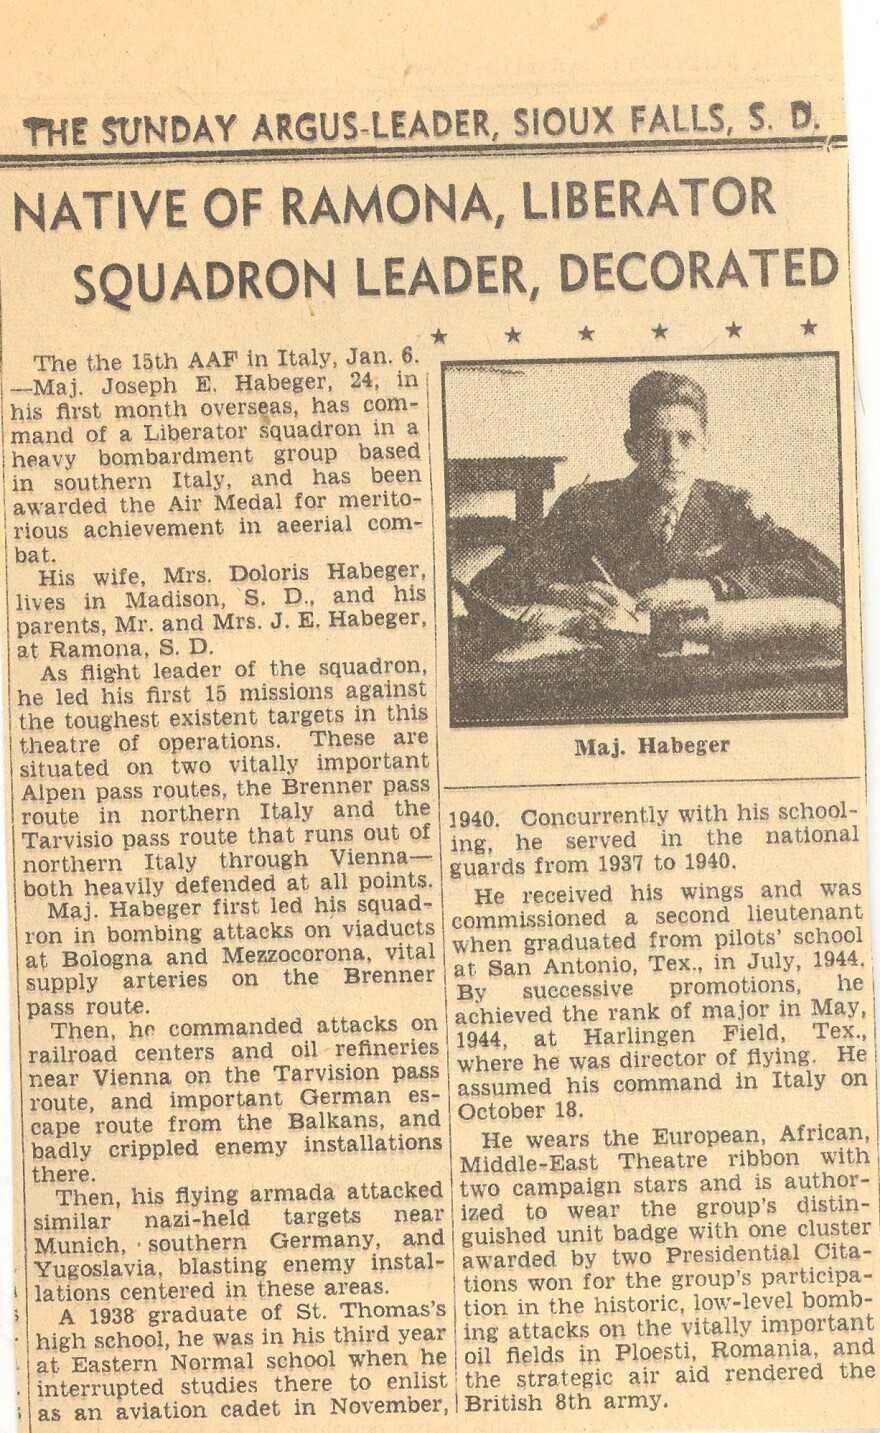 THE SUNDAY ARGUS-LEADER, SIOUX FALLS, S. D.
NATIVE OF RAMONA, LIBERATOR
SQUADRON LEADER, DECORATED
The the 15th AAF in Italy, Jan. 6.
—Maj. Joseph E. Habeger, 24, in
his first month overseas, has com-
mand of a Liberator squadron in a
heavy bombardment group based
in southern Italy, and has been
awarded the Air Medal for merito-
rious achievement in aeerial com-
bat.
His wife, Mrs. Doloris Habeger,
lives in Madison, S. D., and his
parents, Mr. and Mrs. J. E. Habeger,
at Ramona, S. D.
As flight leader of the squadron,
he led his first 15 missions against
the toughest existent targets in this
theatre of operations. These are
situated on two vitally important
Alpen pass routes, the Brenner pass
route in northern Italy and the
Tarvisio pass route that runs out of
northern Italy through Vienna—
both heavily defended at all points.
Maj. Habeger first led his squad-
ron in bombing attacks on viaducts
at Bologna and Mezzocorona, vital
supply arteries on the Brenner
pass route.
Then, he commanded attacks on
railroad centers and oil refineries
near Vienna on the Tarvision pass
route, and important German es-
cape route from the Balkans, and
badly crippled enemy installations
there.
Then, his flying armada attacked
similar nazi-held targets near
Munich, southern Germany, and
Yugoslavia, blasting enemy instal-
lations centered in these areas.
A 1938 graduate of St. Thomas's
high school, he was in his third year
at Eastern Normal school when he
interrupted studies there to enlist
as an aviation cadet in November,
Maj. Habeger
1940. Concurrently with his school-
ing, he served in the national
guards from 1937 to 1940.
He received his wings and was
commissioned a second lieutenant
when graduated from pilots' school
at San Antonio, Tex., in July, 1944.
By successive promotions, he
achieved the rank of major in May,
1944, at Harlingen Field, Tex.,
where he was director of flying. He
assumed his command in Italy on
October 18.
He wears the European, African,
Middle-East Theatre ribbon with
two campaign stars and is author-
ized to wear the group's distin-
guished unit badge with one cluster
awarded by two Presidential Cita-
tions won for the group's participa-
tion in the historic, low-level bomb-
ing attacks on the vitally important
oil fields in Ploesti, Romania, and
the strategic air aid rendered the
British 8th army.